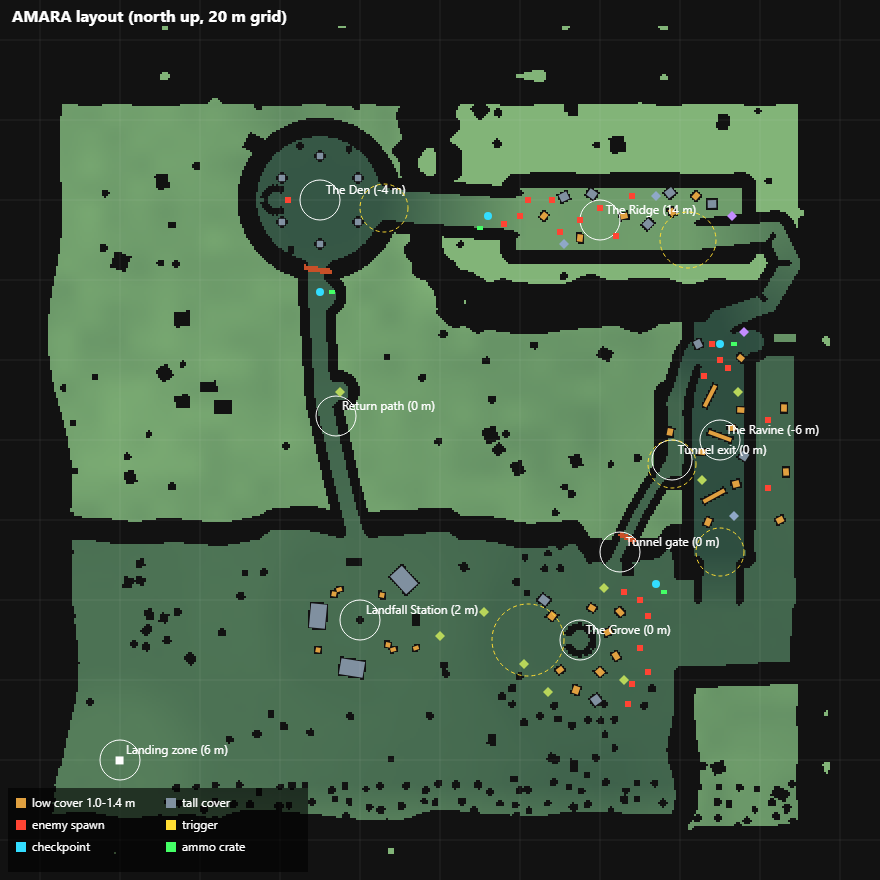 AMARA layout (north up, 20 m grid)
The Den (-4 m)
The Ridge (14 m)
Return path (0 m)
The Ravine (-6 m)
Tunnel exit (0 m)
Tunnel gate (0 m)
Landfall Station (2 m)
The Grove (0 m)
Landing zone (6 m)
low cover 1.0-1.4 m
tall cover
enemy spawn
trigger
checkpoint
ammo crate